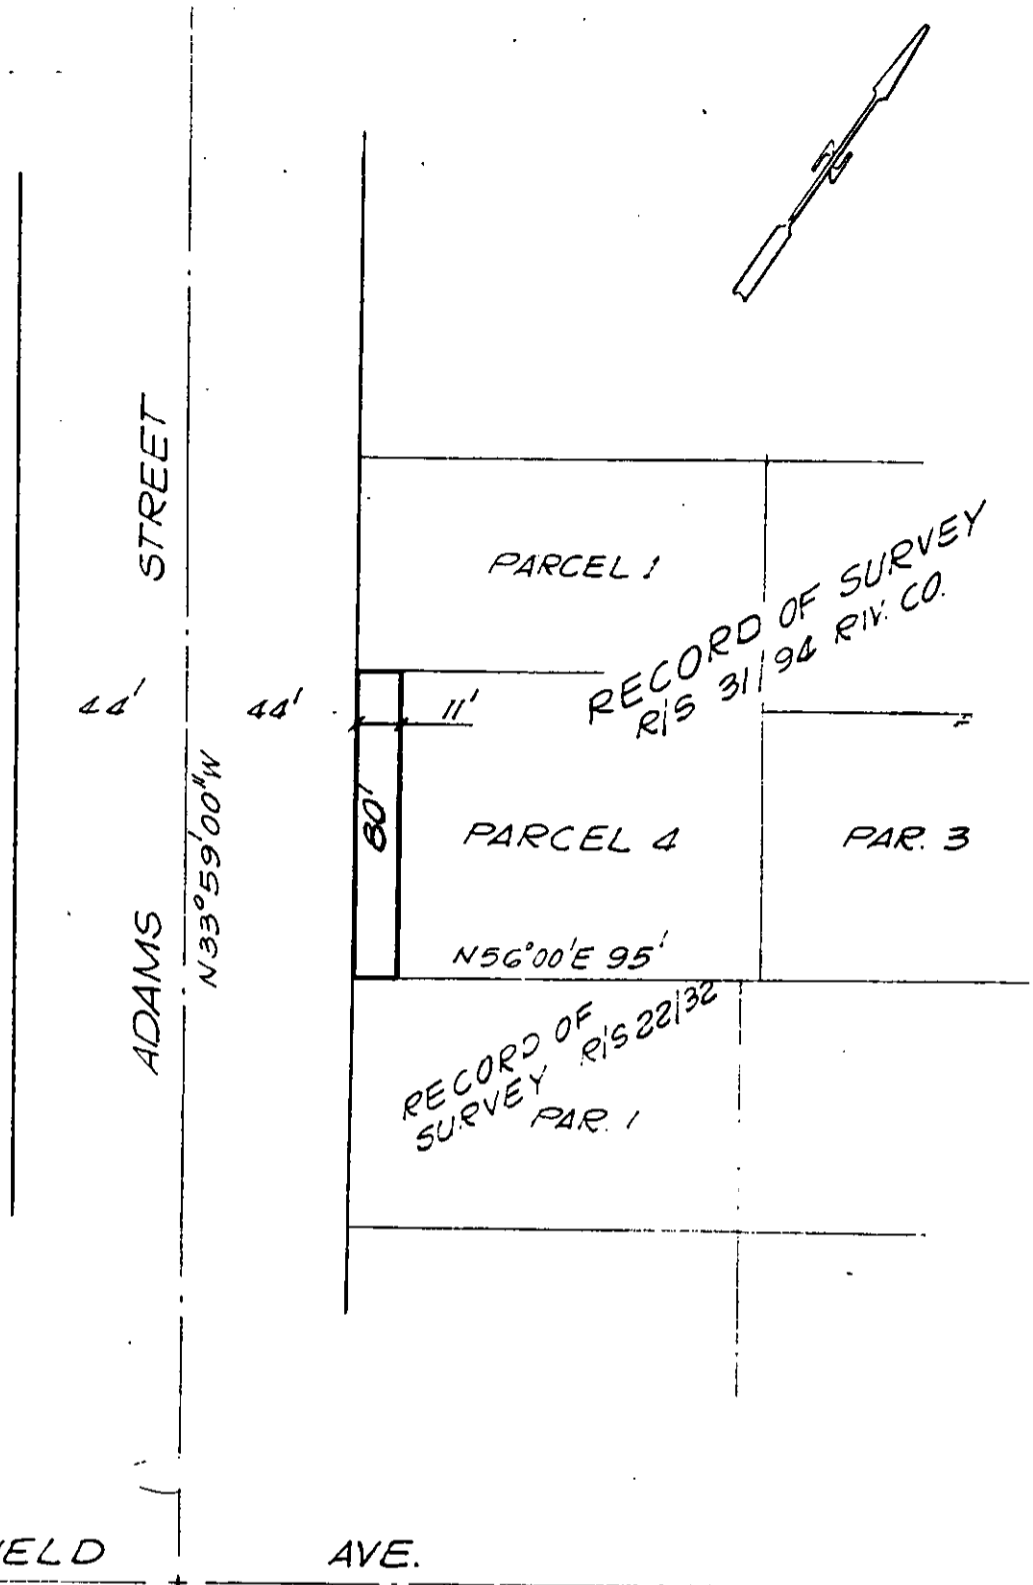 N
STREET
PARCEL 1
RECORD OF SURVEY
R/S 31/94 RIV. CO.
44'
44'
11'
80'
N33°59'00"W
PARCEL 4
PAR. 3
ADAMS
N56°00'E 95'
RECORD OF
SURVEY R/S 22/32
PAR. 1
AVE.